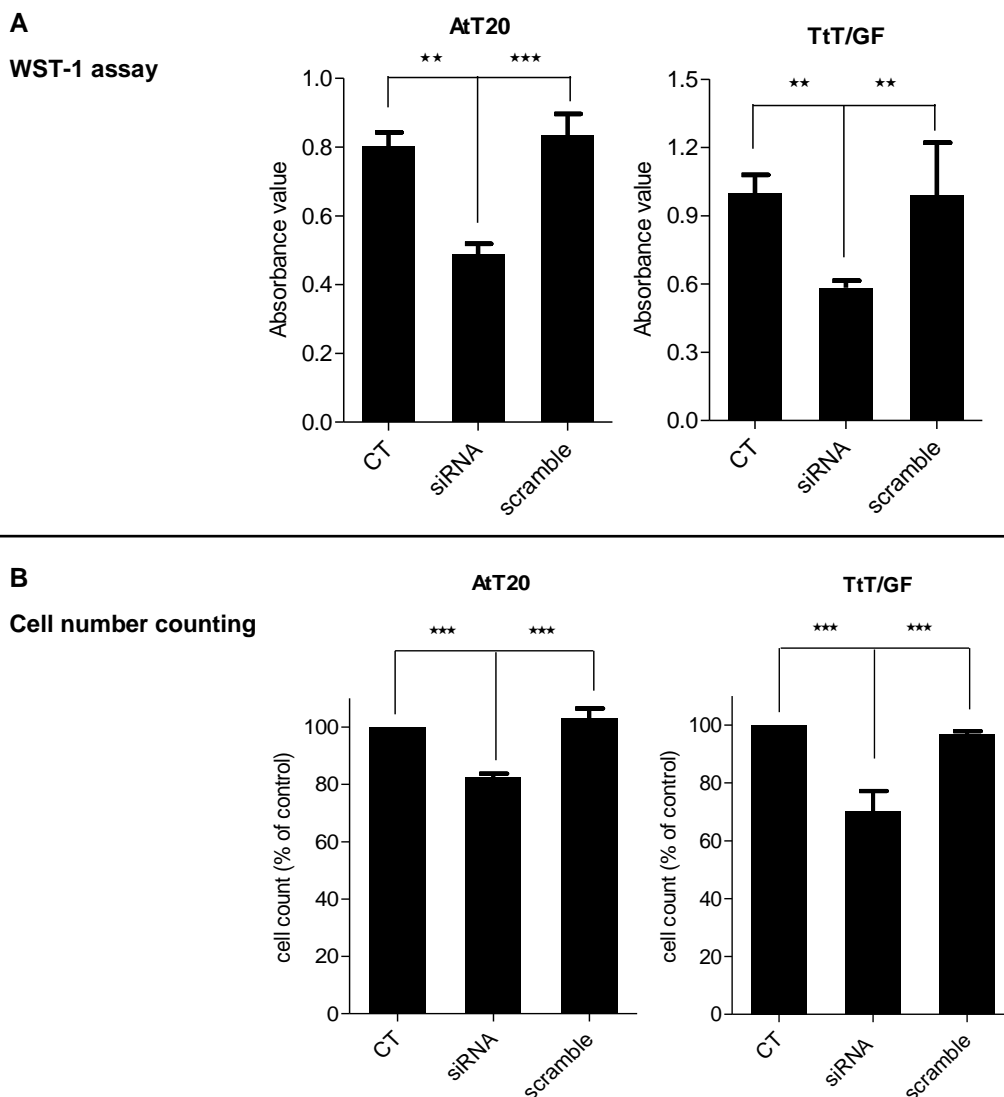 A
WST-1 assay
AtT20
★★ ★★★
1.0
0.8
0.6
0.4
0.2
0.0
Absorbance value
CT
siRNA
scramble
TtT/GF
★★ ★★
1.5
1.2
0.9
0.6
0.3
0.0
Absorbance value
CT
siRNA
scramble
B
Cell number counting
AtT20
★★★ ★★★
100
80
60
40
20
0
cell count (% of control)
CT
siRNA
scramble
TtT/GF
★★★ ★★★
100
80
60
40
20
0
cell count (% of control)
CT
siRNA
scramble